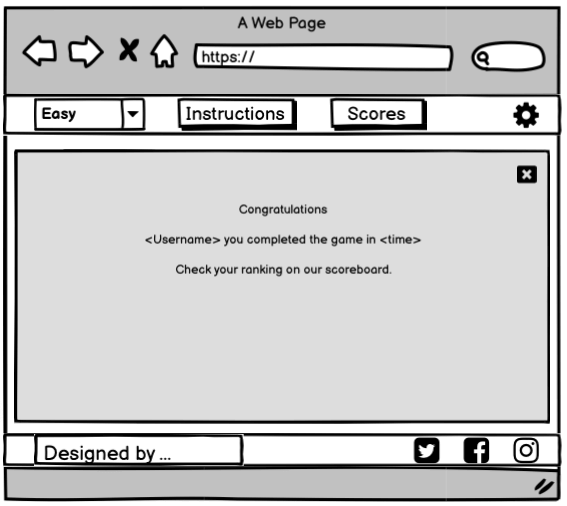 A Web Page
https://
Easy
Instructions
Scores
Congratulations
<Username> you completed the game in <time>
Check your ranking on our scoreboard.
Designed by ...